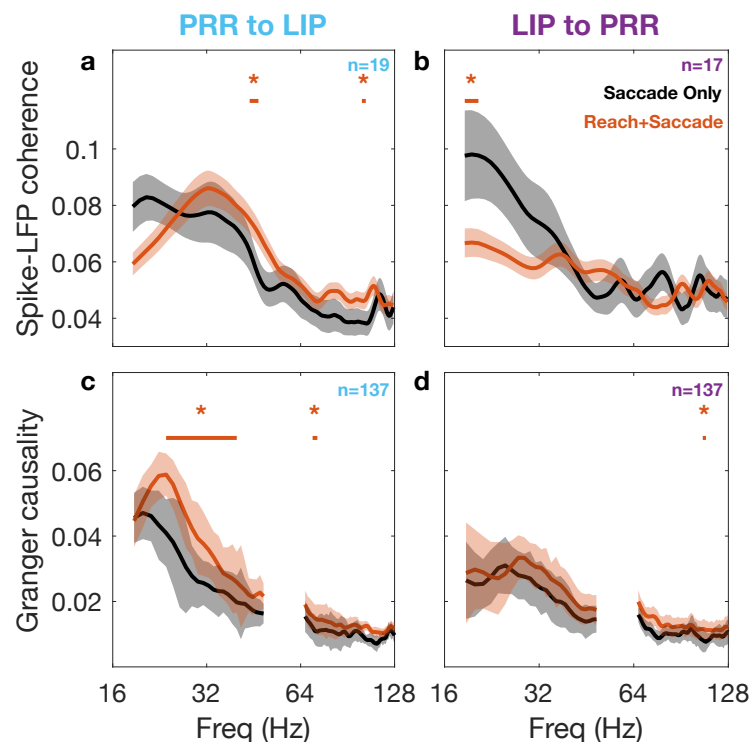 PRR to LIP
LIP to PRR
a
n=19
*
*
b
n=17
*
Saccade Only
Reach+Saccade
Spike-LFP coherence
0.1
0.08
0.06
0.04
c
n=137
*
*
d
n=137
*
Granger causality
0.06
0.04
0.02
16
32
64
128
16
32
64
128
Freq (Hz)
Freq (Hz)